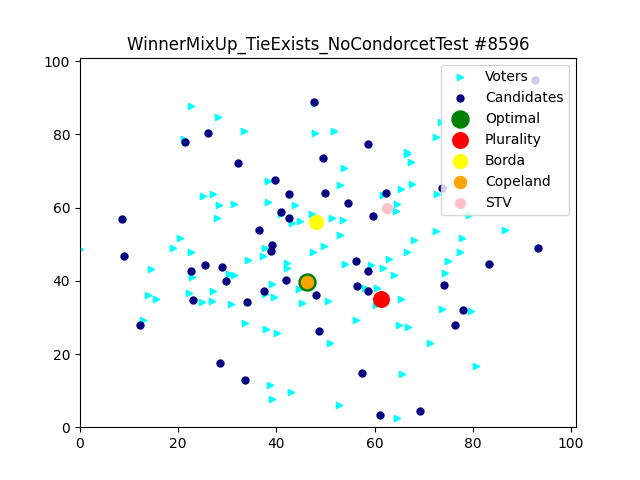 WinnerMixUp_TieExists_NoCondorcetTest #8596
100
80
60
40
20
0
0 20 40 60 80 100
Voters
Candidates
Optimal
Plurality
Borda
Copeland
STV